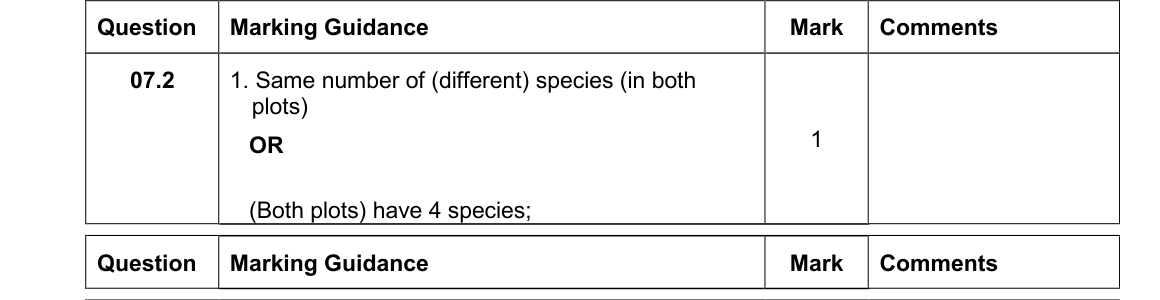 Question Marking Guidance Mark Comments
07.2 1. Same number of (different) species (in both
plots)
OR
1
(Both plots) have 4 species;
Question Marking Guidance Mark Comments